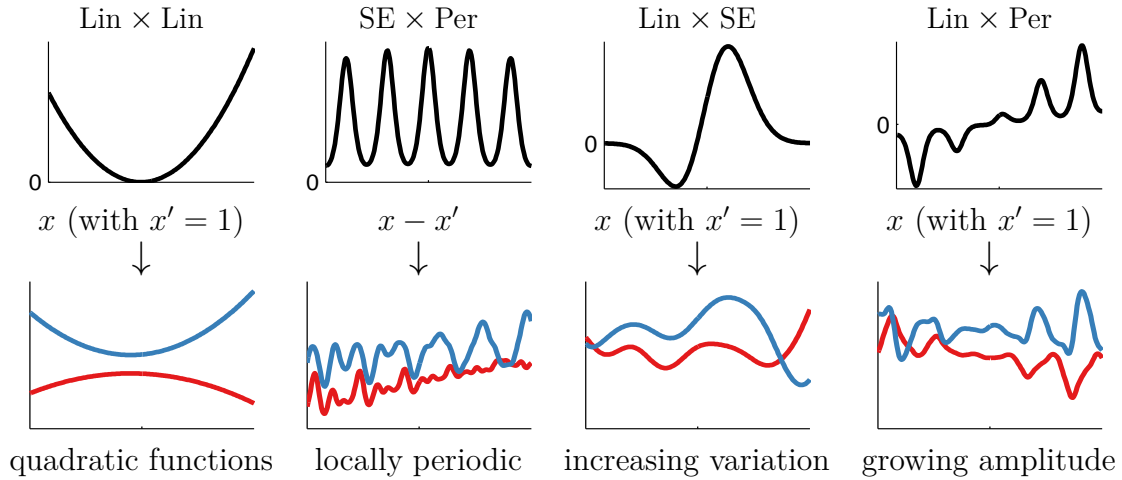 Lin × Lin
SE × Per
Lin × SE
Lin × Per
0
0
0
0
x (with x′ = 1)
x − x′
x (with x′ = 1)
x (with x′ = 1)
↓
↓
↓
↓
quadratic functions
locally periodic
increasing variation
growing amplitude